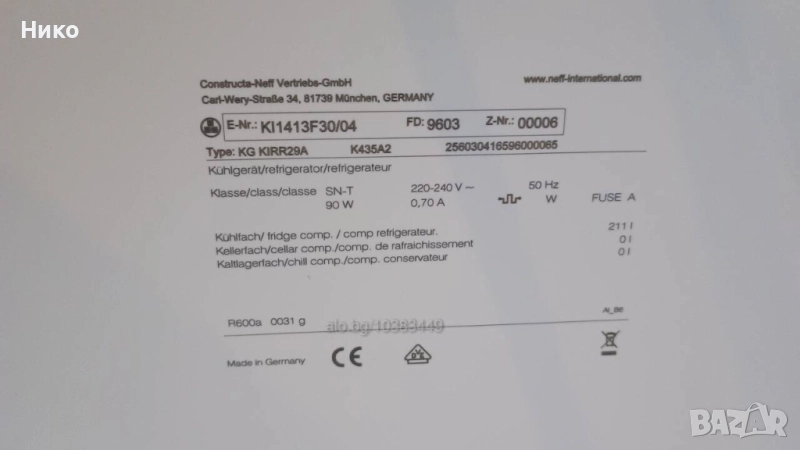 Нико
Constructa-Neff Vertriebs-GmbH www.neff-international.com
Carl-Wery-Straße 34, 81739 München, GERMANY
E-Nr.: KI1413F30/04 FD: 9603 Z-Nr.: 00006
Type: KG KIRR29A K435A2 256030416596000065
Kühlgerät/refrigerator/refrigerateur
Klasse/class/classe SN-T 220-240 V ~ 50 Hz
90 W 0,70 A W FUSE A
Kühlfach/ fridge comp. / comp refrigerateur. 211 l
Kellerfach/cellar comp./comp. de rafraichissement 0 l
Kaltlagerfach/chill comp./comp. conservateur 0 l
R600a 0031 g alo.bg/10383449
Made in Germany CE
BAZAR